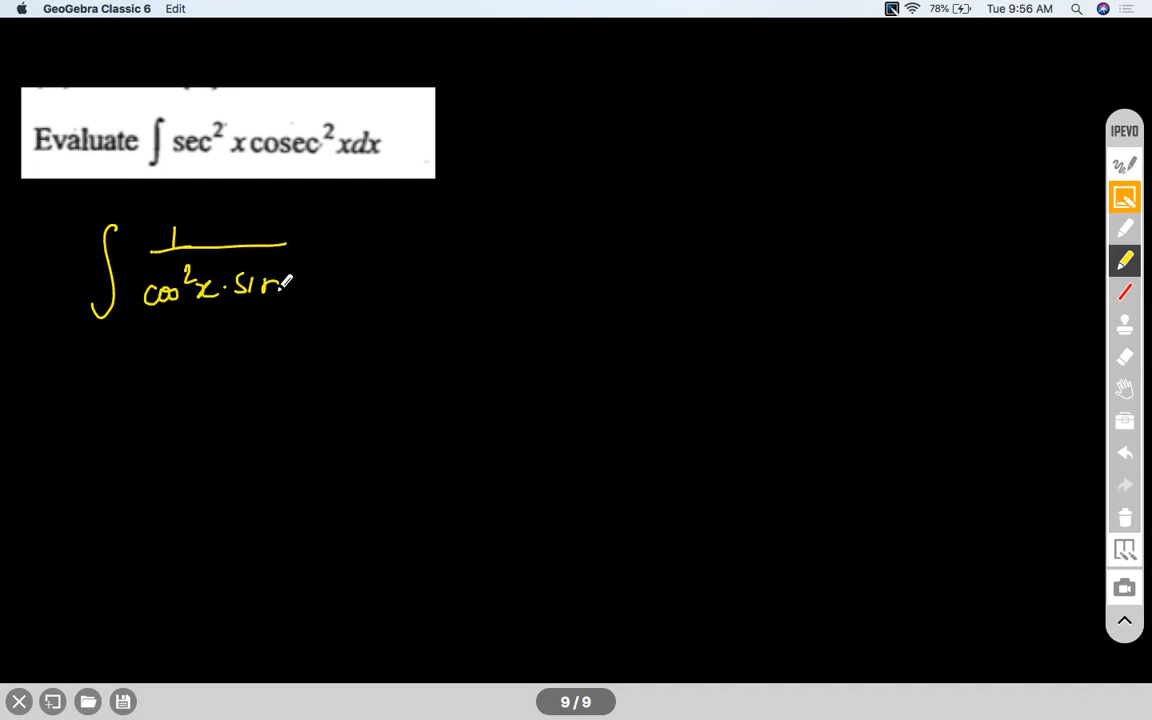 GeoGebra Classic 6 Edit 78% Tue 9:56 AM
Evaluate ∫ sec² x cosec² xdx
IPEVO
∫ 1
cos²x · sin
9 / 9